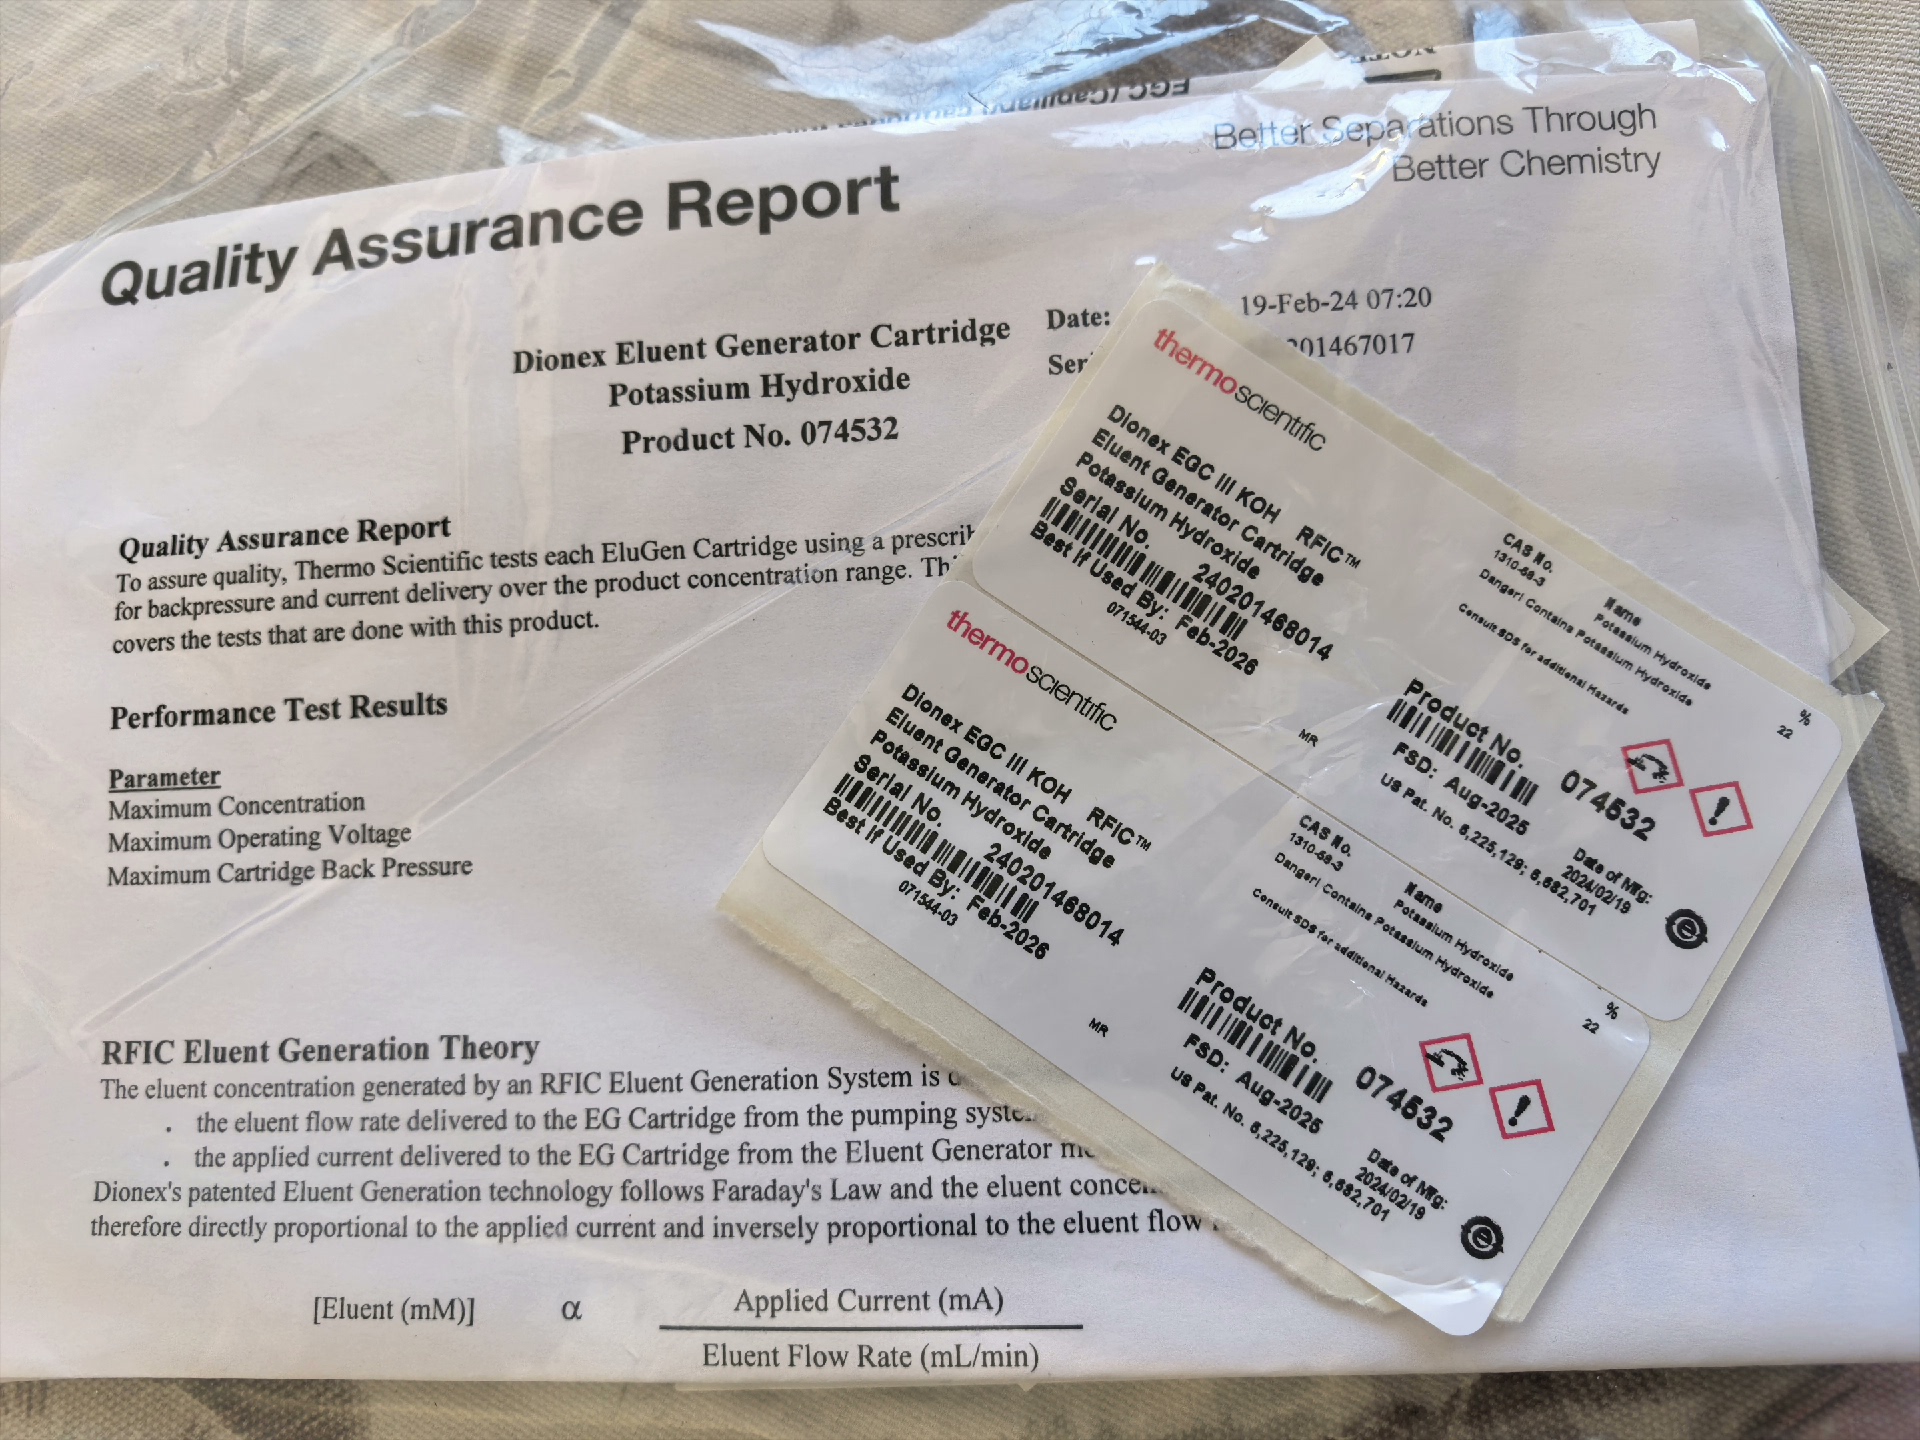 NOTE
EGC (Capillary) cartridges
Better Separations Through
Better Chemistry
Quality Assurance Report
Dionex Eluent Generator Cartridge
Potassium Hydroxide
Product No. 074532
Date: 19-Feb-24 07:20
201467017
Quality Assurance Report
To assure quality, Thermo Scientific tests each EluGen Cartridge using a
for backpressure and current delivery over the product concentration range.
covers the tests that are done with this product.
Performance Test Results
Parameter
Maximum Concentration
Maximum Operating Voltage
Maximum Cartridge Back Pressure
RFIC Eluent Generation Theory
The eluent concentration generated by an RFIC Eluent Generation System is
. the eluent flow rate delivered to the EG Cartridge from the pumping
. the applied current delivered to the EG Cartridge from the Eluent Generator
Dionex's patented Eluent Generation technology follows Faraday's Law and the eluent
therefore directly proportional to the applied current and inversely proportional to the eluent flow
[Eluent (mM)] α Applied Current (mA)
Eluent Flow Rate (mL/min)
thermoscientific
Dionex EGC III KOH RFIC™
Eluent Generator Cartridge
Potassium Hydroxide
Serial No. 240201468014
Best If Used By: Feb-2026
071544-03
MR
CAS No. Name %
1310-58-3 Potassium Hydroxide 22
Danger! Contains Potassium Hydroxide
Consult SDS for additional Hazards
Product No. 074532
FSD: Aug-2025
Date of Mfg:
2024/02/19
US Pat. No. 6,225,129; 6,682,701
thermoscientific
Dionex EGC III KOH RFIC™
Eluent Generator Cartridge
Potassium Hydroxide
Serial No. 240201468014
Best If Used By: Feb-2026
071544-03
MR
CAS No. Name %
1310-58-3 Potassium Hydroxide 22
Danger! Contains Potassium Hydroxide
Consult SDS for additional Hazards
Product No. 074532
FSD: Aug-2025
Date of Mfg:
2024/02/19
US Pat. No. 6,225,129; 6,682,701